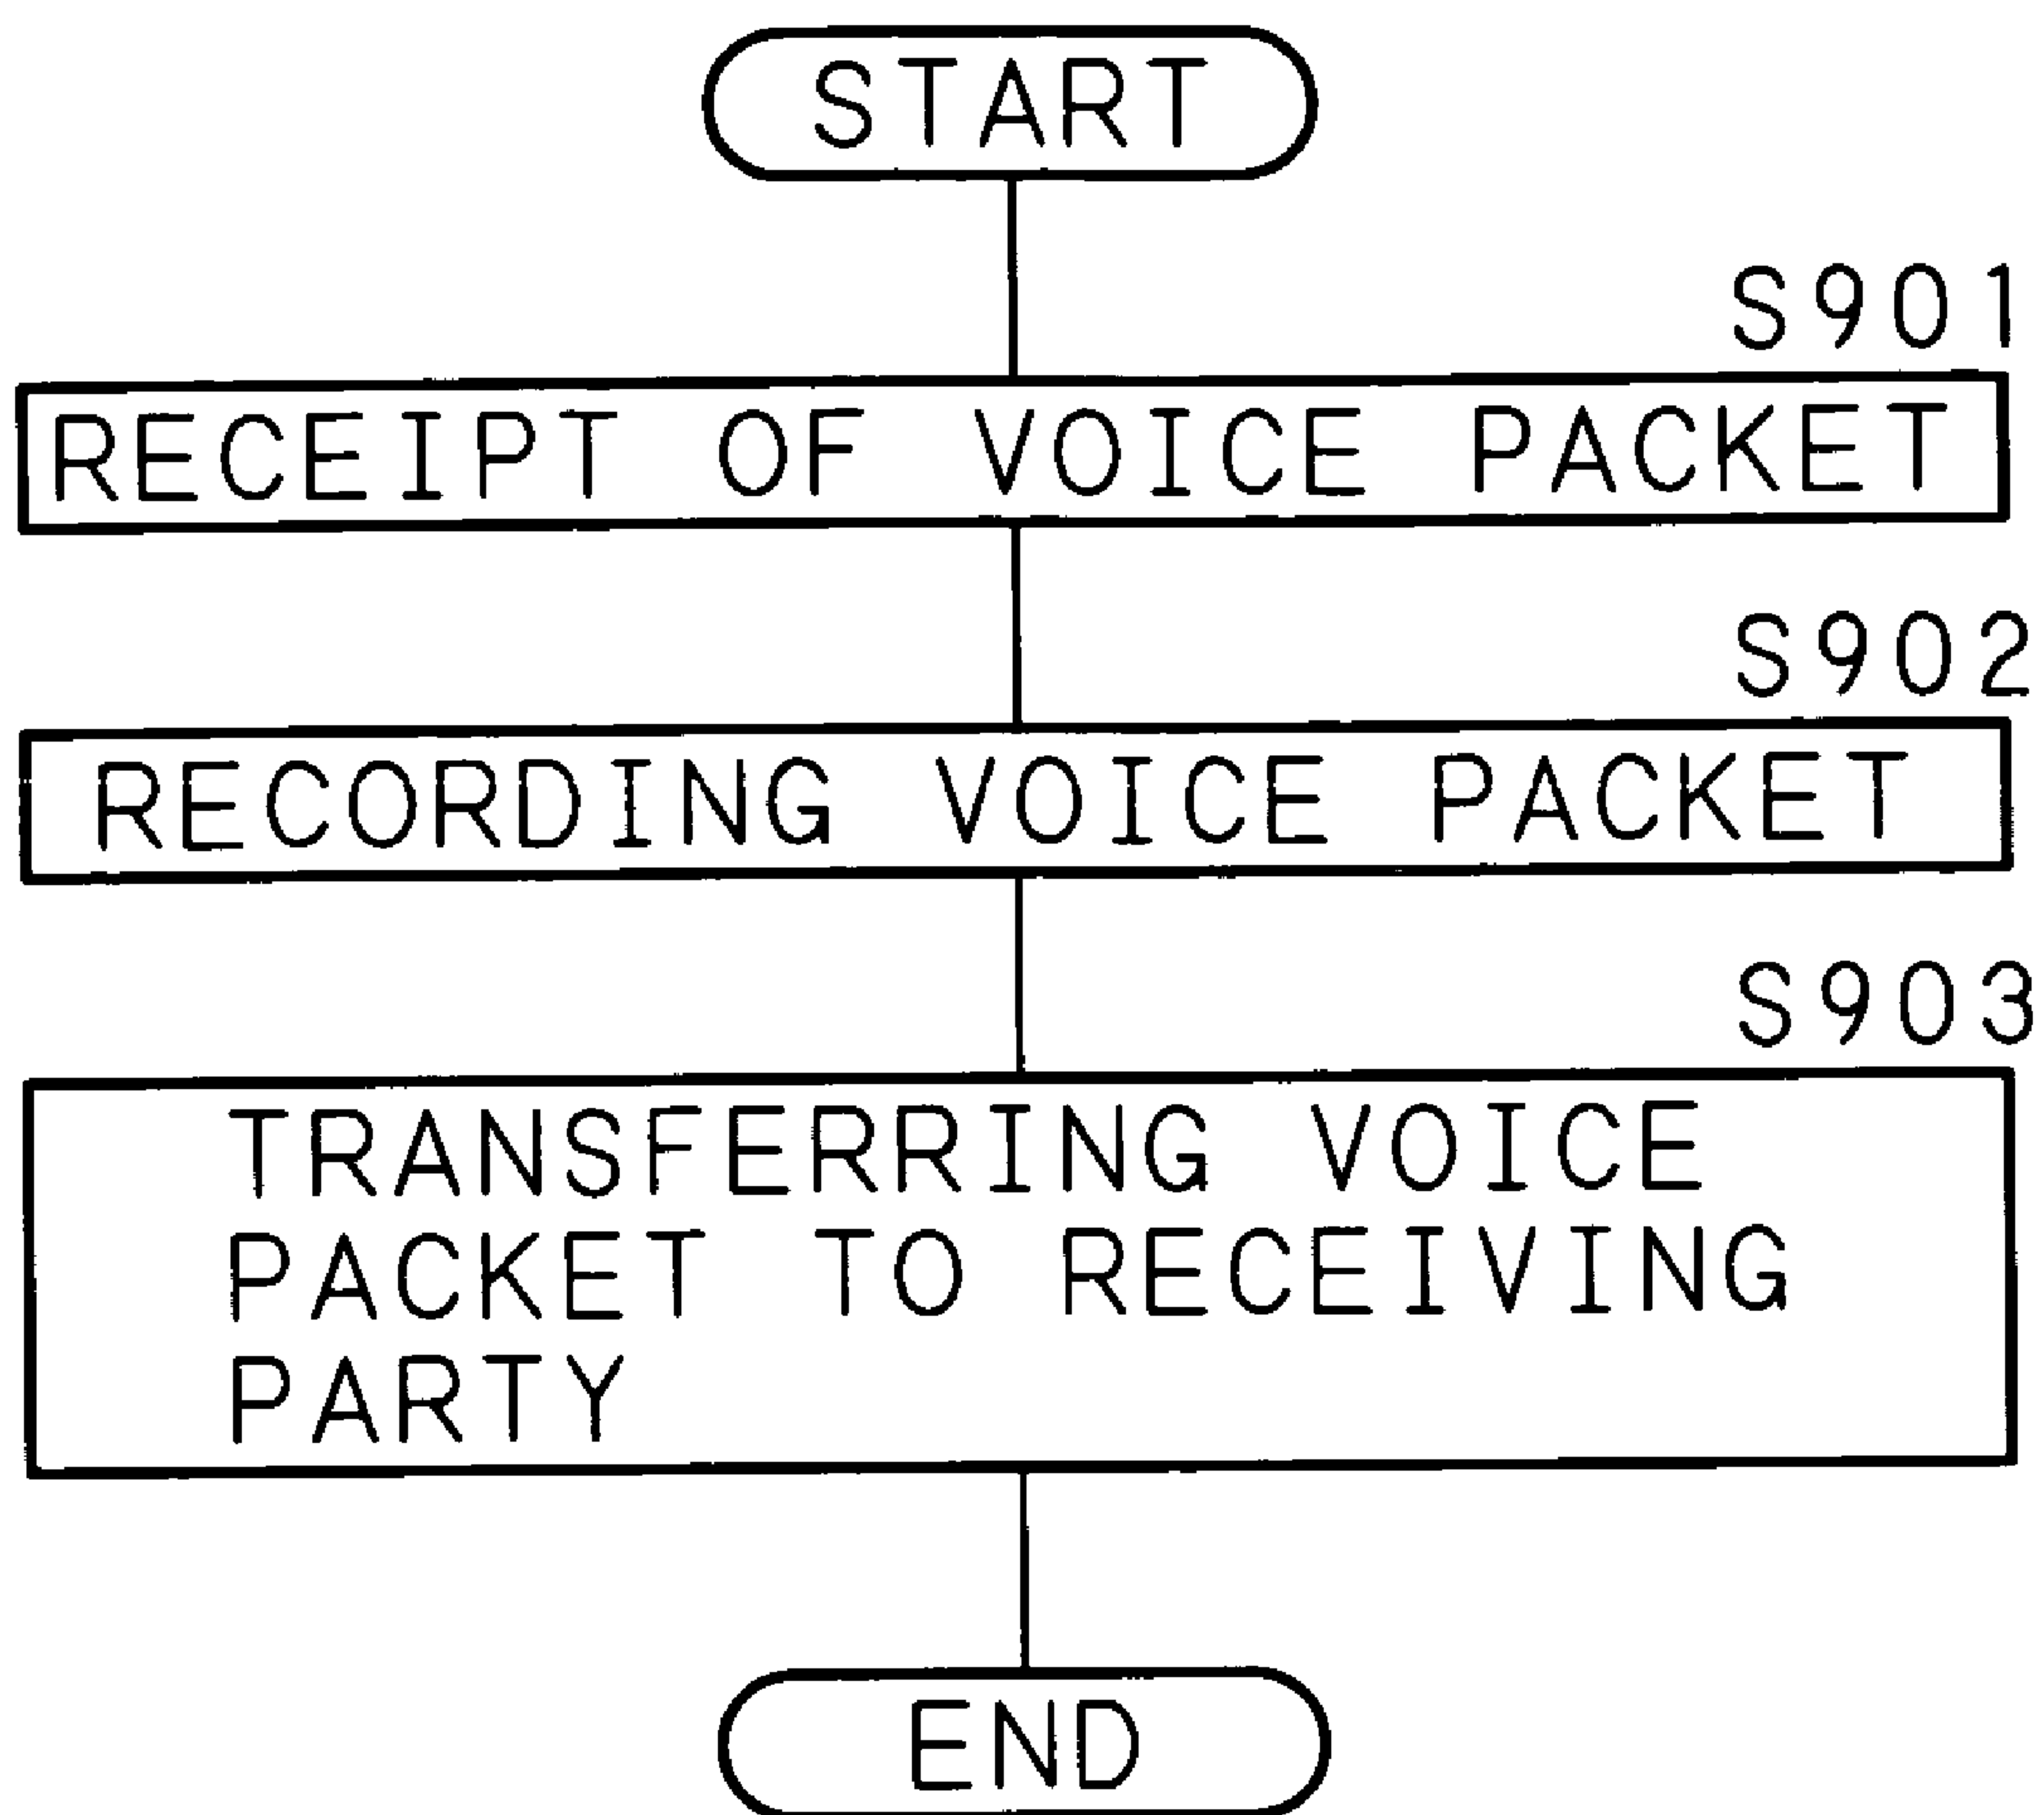 START
S901
RECEIPT OF VOICE PACKET
S902
RECORDING VOICE PACKET
S903
TRANSFERRING VOICE
PACKET TO RECEIVING
PARTY
END